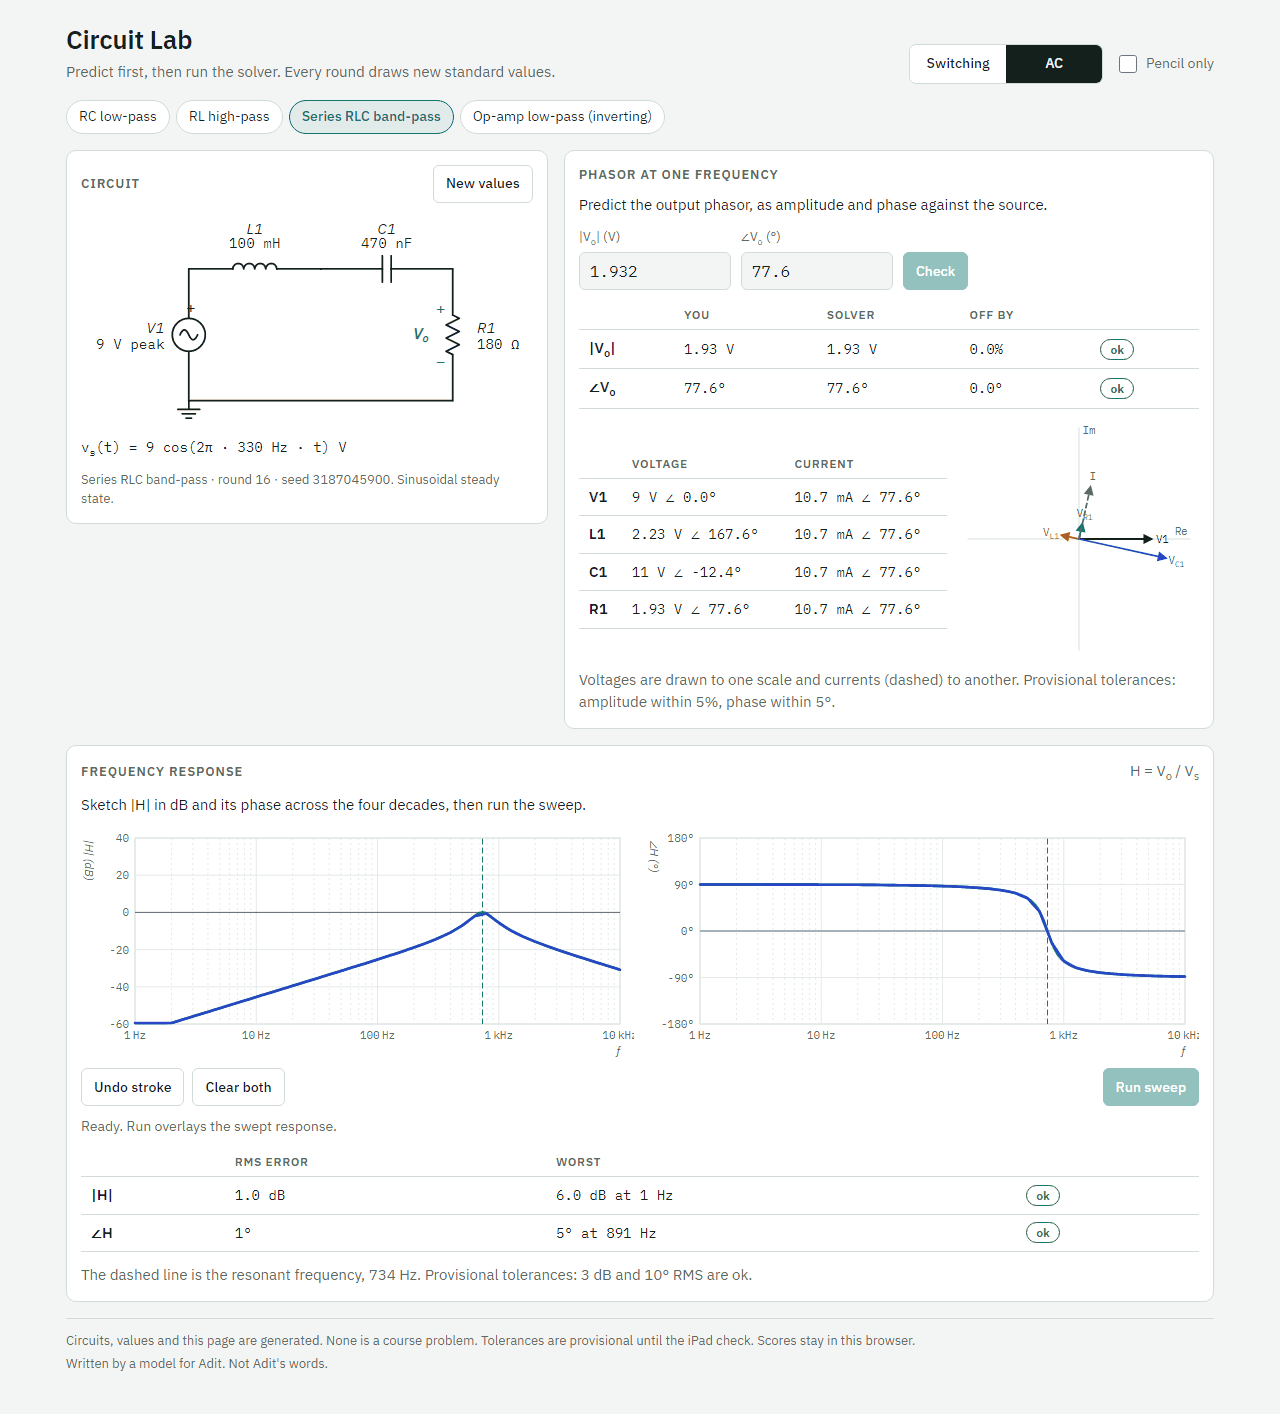 Circuit Lab
Predict first, then run the solver. Every round draws new standard values.
Switching AC Pencil only
RC low-pass RL high-pass Series RLC band-pass Op-amp low-pass (inverting)
CIRCUIT
New values
L1
100 mH
C1
470 nF
+
V1
9 V peak
+
Vo
−
R1
180 Ω
vs(t) = 9 cos(2π · 330 Hz · t) V
Series RLC band-pass · round 16 · seed 3187045900. Sinusoidal steady
state.
PHASOR AT ONE FREQUENCY
Predict the output phasor, as amplitude and phase against the source.
|Vo| (V) ∠Vo (°)
1.932 77.6 Check
YOU SOLVER OFF BY
|Vo| 1.93 V 1.93 V 0.0% ok
∠Vo 77.6° 77.6° 0.0° ok
VOLTAGE CURRENT
V1 9 V ∠ 0.0° 10.7 mA ∠ 77.6°
L1 2.23 V ∠ 167.6° 10.7 mA ∠ 77.6°
C1 11 V ∠ -12.4° 10.7 mA ∠ 77.6°
R1 1.93 V ∠ 77.6° 10.7 mA ∠ 77.6°
Im
I
VR1
VL1
V1
Re
VC1
Voltages are drawn to one scale and currents (dashed) to another. Provisional tolerances:
amplitude within 5%, phase within 5°.
FREQUENCY RESPONSE
H = Vo / Vs
Sketch |H| in dB and its phase across the four decades, then run the sweep.
|H| (dB)
40
20
0
-20
-40
-60
1 Hz 10 Hz 100 Hz 1 kHz 10 kHz
f
∠H (°)
180°
90°
0°
-90°
-180°
1 Hz 10 Hz 100 Hz 1 kHz 10 kHz
f
Undo stroke Clear both Run sweep
Ready. Run overlays the swept response.
RMS ERROR WORST
|H| 1.0 dB 6.0 dB at 1 Hz ok
∠H 1° 5° at 891 Hz ok
The dashed line is the resonant frequency, 734 Hz. Provisional tolerances: 3 dB and 10° RMS are ok.
Circuits, values and this page are generated. None is a course problem. Tolerances are provisional until the iPad check. Scores stay in this browser.
Written by a model for Adit. Not Adit's words.